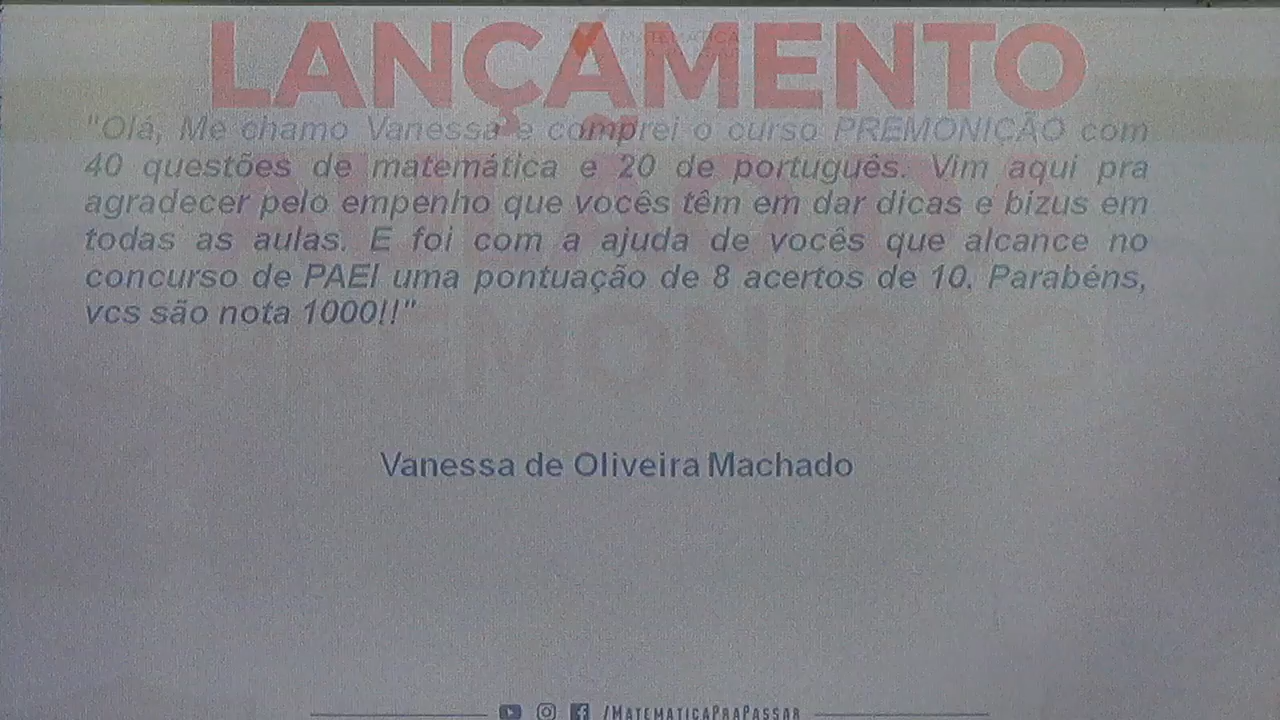 LANÇAMENTO
MATEMÁTICA
"Olá, Me chamo Vanessa e comprei o curso PREMONIÇÃO com
40 questões de matemática e 20 de português. Vim aqui pra
agradecer pelo empenho que vocês têm em dar dicas e bizus em
todas as aulas. E foi com a ajuda de vocês que alcance no
concurso de PAEI uma pontuação de 8 acertos de 10. Parabéns,
vcs são nota 1000!!"
PREMONIÇÃO
Vanessa de Oliveira Machado
/MATEMATICAPRAPASSAR